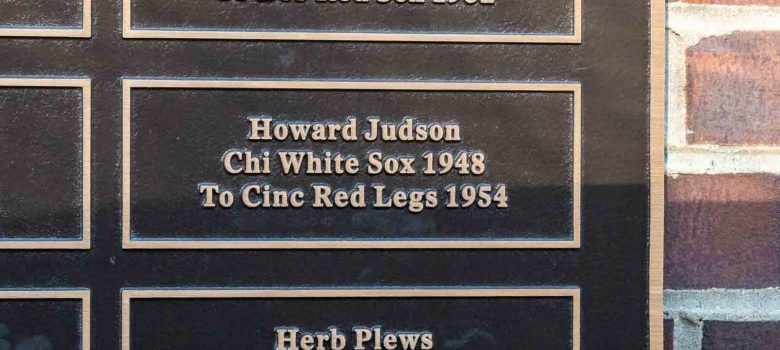 Howard Judson
Chi White Sox 1948
To Cinc Red Legs 1954
Herb Plews